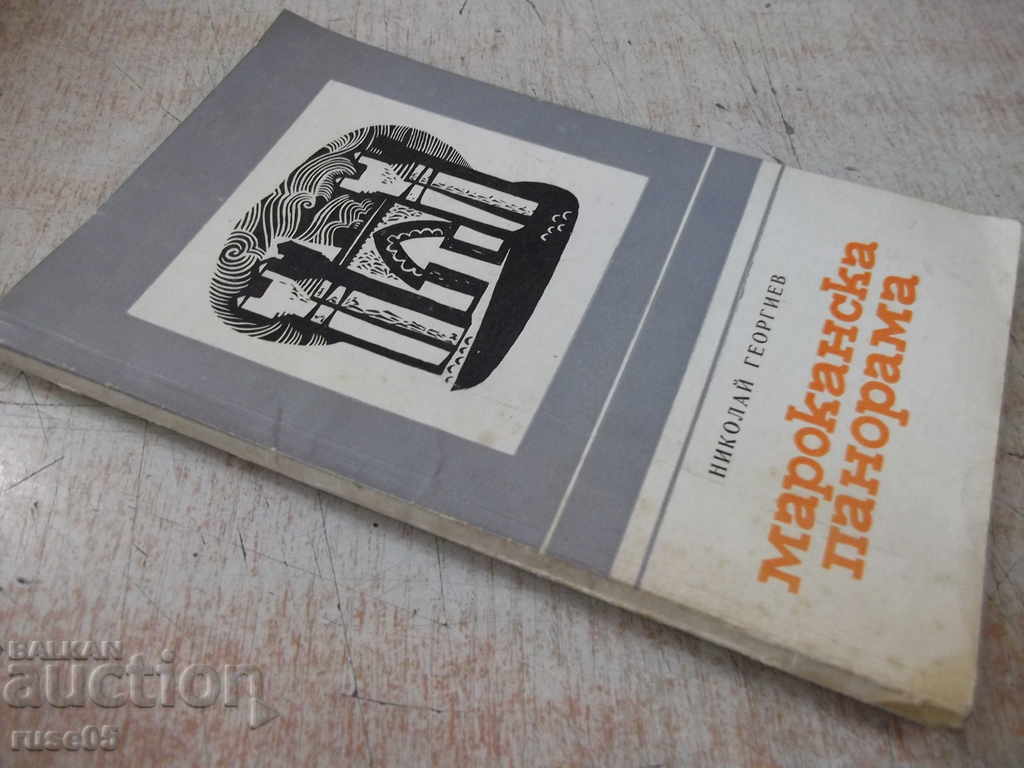 НИКОЛАЙ ГЕОРГИЕВ
Мароканска
Панорама
BALKAN
auction
ruse05